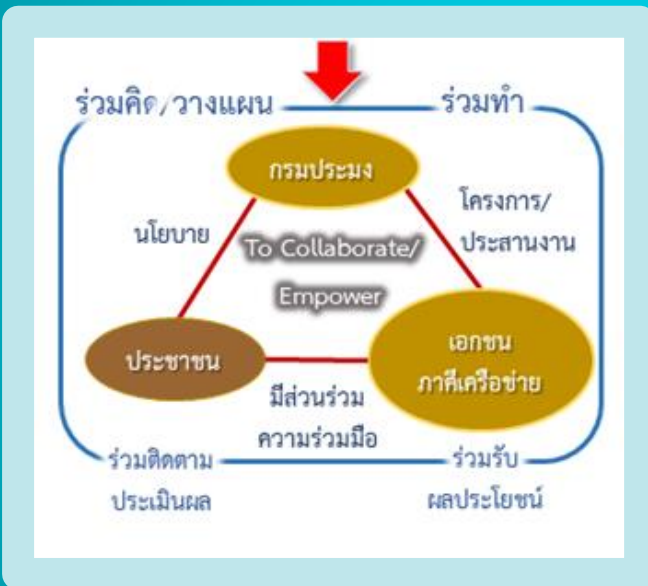 ร่วมคิด/วางแผน
ร่วมทำ
กรมประมง
นโยบาย
โครงการ/
ประสานงาน
To Collaborate/
Empower
ประชาชน
เอกชน
ภาคีเครือข่าย
มีส่วนร่วม
ความร่วมมือ
ร่วมติดตาม
ประเมินผล
ร่วมรับ
ผลประโยชน์